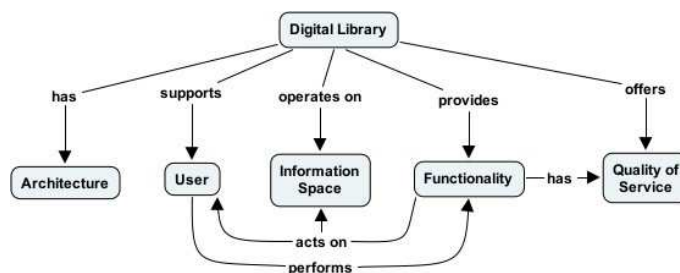 Digital Library
has
supports
operates on
provides
offers
Architecture
User
Information
Space
Functionality
has
Quality of
Service
acts on
performs